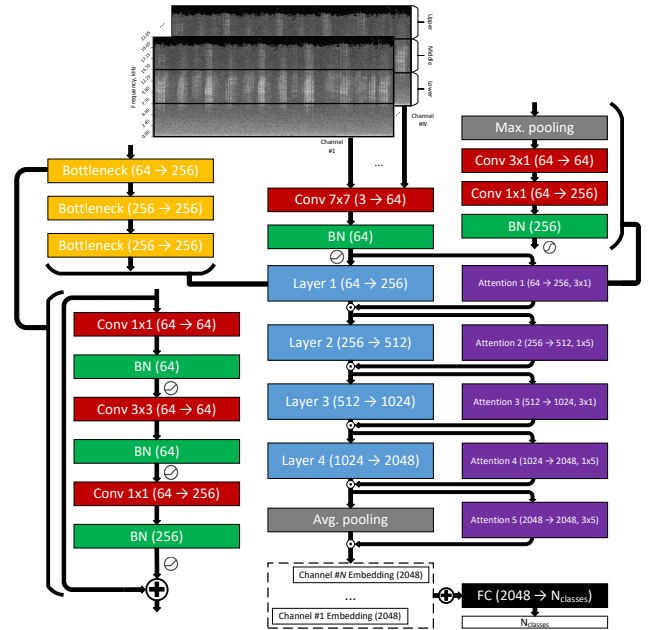 Upper
Middle
Lower
Frequency, kHz
22.05
0.00
Channel
#N
Channel
#1
...
...
...
Max. pooling
Conv 3x1 (64 → 64)
Conv 1x1 (64 → 256)
BN (256)
Bottleneck (64 → 256)
Bottleneck (256 → 256)
Bottleneck (256 → 256)
Conv 7x7 (3 → 64)
BN (64)
Layer 1 (64 → 256)
Attention 1 (64 → 256, 3x1)
Layer 2 (256 → 512)
Attention 2 (256 → 512, 1x5)
Layer 3 (512 → 1024)
Attention 3 (512 → 1024, 3x1)
Layer 4 (1024 → 2048)
Attention 4 (1024 → 2048, 1x5)
Avg. pooling
Attention 5 (2048 → 2048, 3x5)
Conv 1x1 (64 → 64)
BN (64)
Conv 3x3 (64 → 64)
BN (64)
Conv 1x1 (64 → 256)
BN (256)
Channel #N Embedding (2048)
...
Channel #1 Embedding (2048)
FC (2048 → Nclasses)
Nclasses